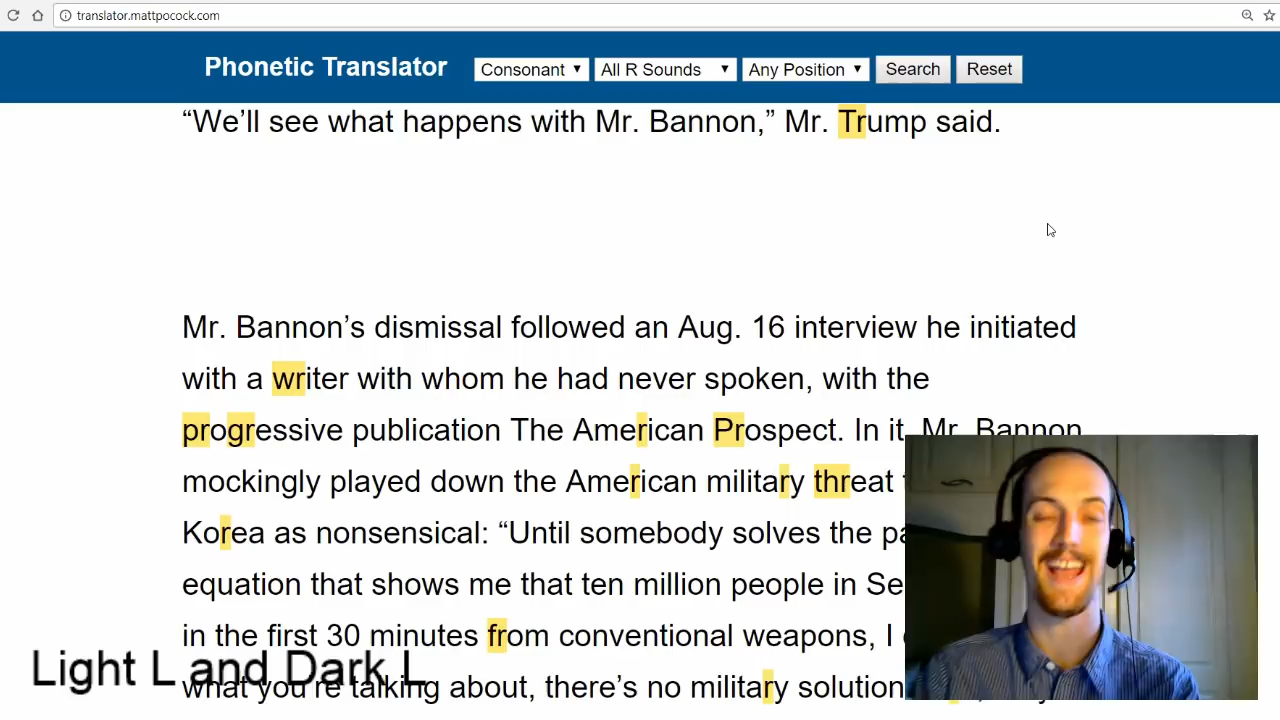 translator.mattpocock.com
Phonetic Translator Consonant All R Sounds Any Position Search Reset
“We’ll see what happens with Mr. Bannon,” Mr. Trump said.
Mr. Bannon’s dismissal followed an Aug. 16 interview he initiated
with a writer with whom he had never spoken, with the
progressive publication The American Prospect. In it, Mr. Bannon
mockingly played down the American military threat
Korea as nonsensical: “Until somebody solves the
equation that shows me that ten million people in
in the first 30 minutes from conventional weapons, I
Light L and Dark L
what you’re talking about, there’s no military solution